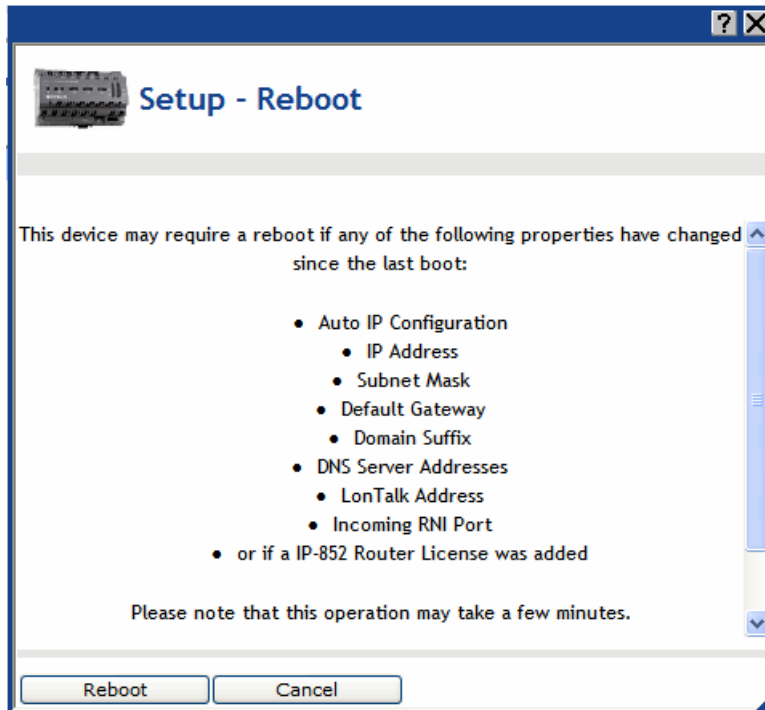 ?
Setup - Reboot
This device may require a reboot if any of the following properties have changed
since the last boot:
● Auto IP Configuration
● IP Address
● Subnet Mask
● Default Gateway
● Domain Suffix
● DNS Server Addresses
● LonTalk Address
● Incoming RNI Port
● or if a IP-852 Router License was added
Please note that this operation may take a few minutes.
Reboot Cancel